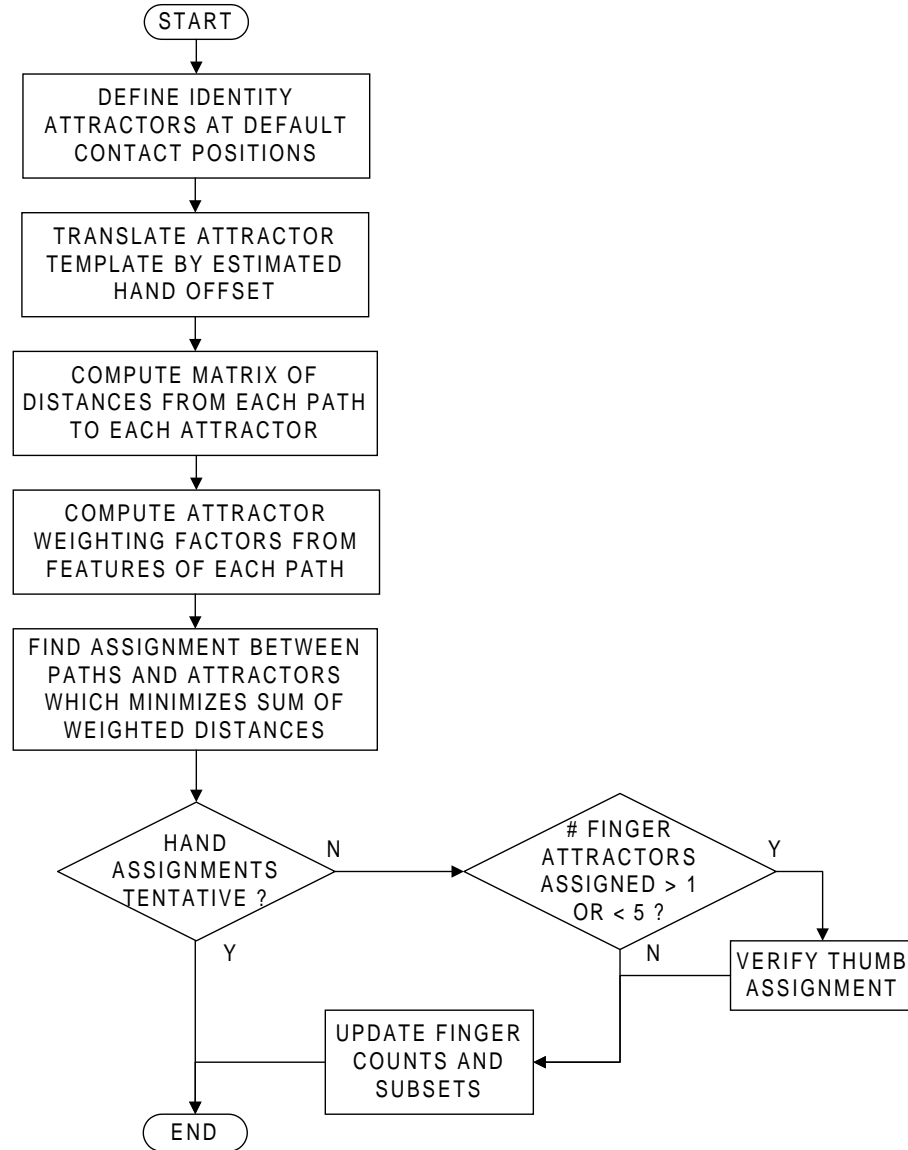 START
DEFINE IDENTITY
ATTRACTORS AT DEFAULT
CONTACT POSITIONS
TRANSLATE ATTRACTOR
TEMPLATE BY ESTIMATED
HAND OFFSET
COMPUTE MATRIX OF
DISTANCES FROM EACH PATH
TO EACH ATTRACTOR
COMPUTE ATTRACTOR
WEIGHTING FACTORS FROM
FEATURES OF EACH PATH
FIND ASSIGNMENT BETWEEN
PATHS AND ATTRACTORS
WHICH MINIMIZES SUM OF
WEIGHTED DISTANCES
HAND
ASSIGNMENTS
TENTATIVE ?
N
Y
# FINGER
ATTRACTORS
ASSIGNED > 1
OR < 5 ?
Y
N
VERIFY THUMB
ASSIGNMENT
UPDATE FINGER
COUNTS AND
SUBSETS
END